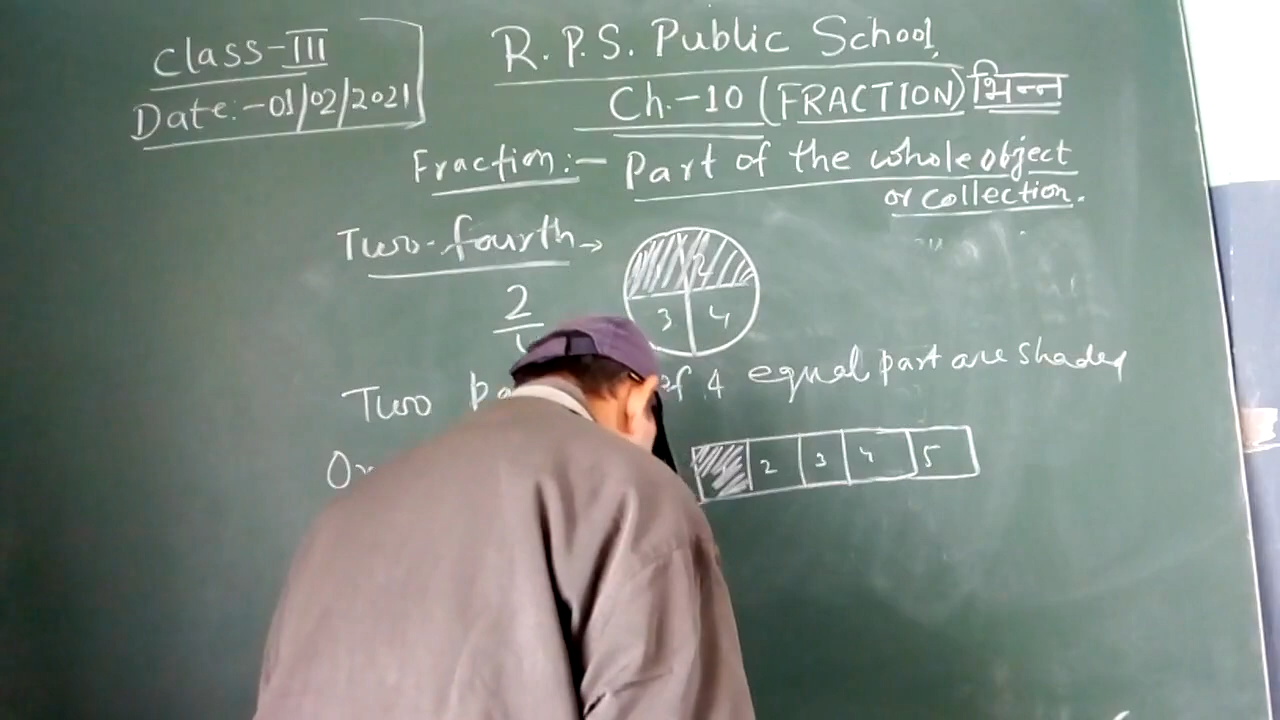 Class-III
Date:-01/02/2021
R.P.S. Public School
Ch.-10 (FRACTION) भिन्न
Fraction:- Part of the whole object
or collection.
Two-fourth→
2
2
3 4
Two of 4 equal part are shaded
1 2 3 4 5